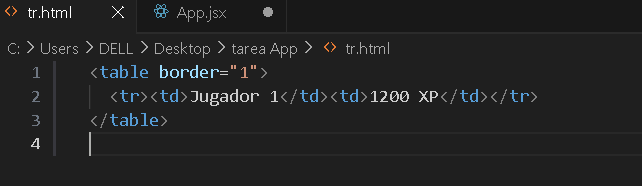 tr.html App.jsx
C: > Users > DELL > Desktop > tarea App > tr.html
1 <table border="1">
2 <tr><td>Jugador 1</td><td>1200 XP</td></tr>
3 </table>
4